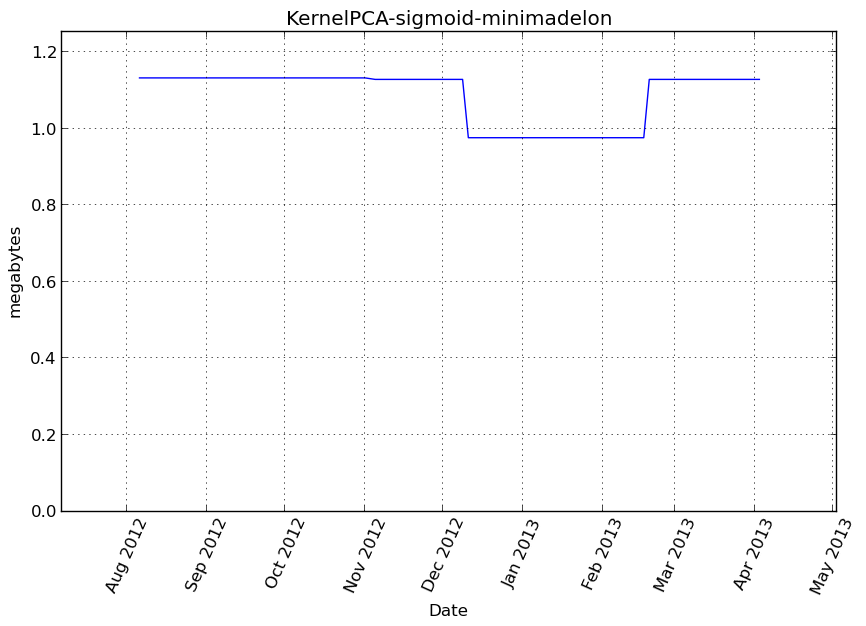 KernelPCA-sigmoid-minimadelon
1.2
1.0
0.8
0.6
0.4
0.2
0.0
megabytes
Aug 2012
Sep 2012
Oct 2012
Nov 2012
Dec 2012
Jan 2013
Feb 2013
Mar 2013
Apr 2013
May 2013
Date